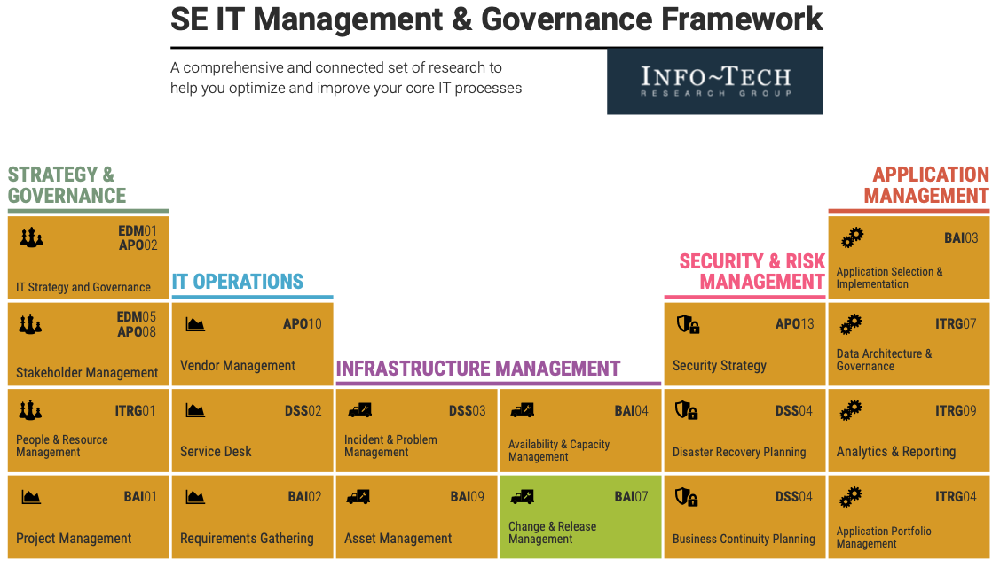 SE IT Management & Governance Framework
A comprehensive and connected set of research to
help you optimize and improve your core IT processes
INFO~TECH
RESEARCH GROUP
STRATEGY &
GOVERNANCE
EDM01
APO02
IT Strategy and Governance
EDM05
APO08
Stakeholder Management
ITRG01
People & Resource
Management
BAI01
Project Management
IT OPERATIONS
APO10
Vendor Management
DSS02
Service Desk
BAI02
Requirements Gathering
INFRASTRUCTURE MANAGEMENT
DSS03
Incident & Problem
Management
BAI04
Availability & Capacity
Management
BAI09
Asset Management
BAI07
Change & Release
Management
SECURITY & RISK
MANAGEMENT
APO13
Security Strategy
DSS04
Disaster Recovery Planning
DSS04
Business Continuity Planning
APPLICATION
MANAGEMENT
BAI03
Application Selection &
Implementation
ITRG07
Data Architecture &
Governance
ITRG09
Analytics & Reporting
ITRG04
Application Portfolio
Management